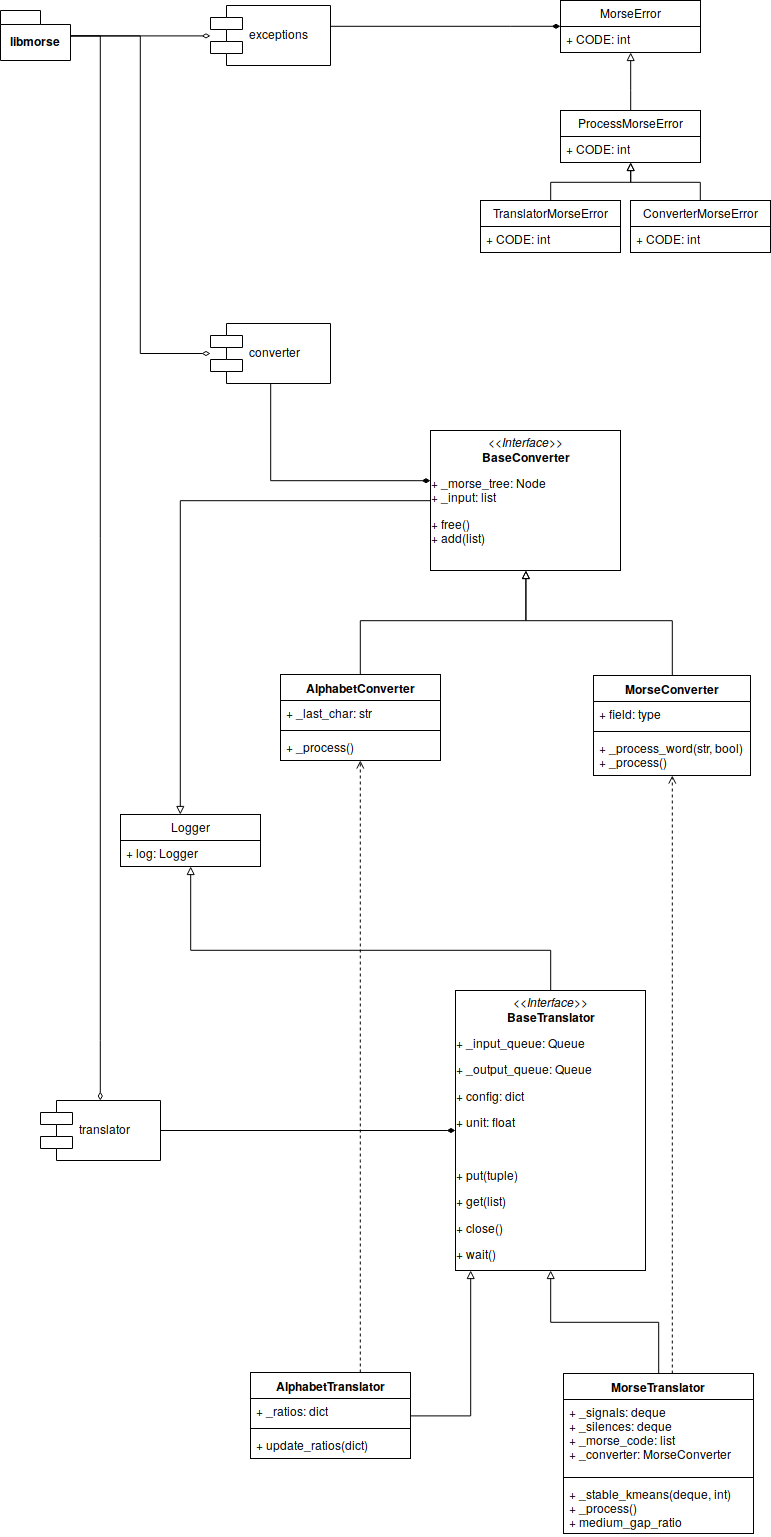 libmorse
exceptions
MorseError
+ CODE: int
ProcessMorseError
+ CODE: int
TranslatorMorseError
+ CODE: int
ConverterMorseError
+ CODE: int
converter
<<Interface>>
BaseConverter
+ _morse_tree: Node
+ _input: list
+ free()
+ add(list)
AlphabetConverter
+ _last_char: str
+ _process()
MorseConverter
+ field: type
+ _process_word(str, bool)
+ _process()
Logger
+ log: Logger
<<Interface>>
BaseTranslator
+ _input_queue: Queue
+ _output_queue: Queue
+ config: dict
+ unit: float
+ put(tuple)
+ get(list)
+ close()
+ wait()
translator
AlphabetTranslator
+ _ratios: dict
+ update_ratios(dict)
MorseTranslator
+ _signals: deque
+ _silences: deque
+ _morse_code: list
+ _converter: MorseConverter
+ _stable_kmeans(deque, int)
+ _process()
+ medium_gap_ratio